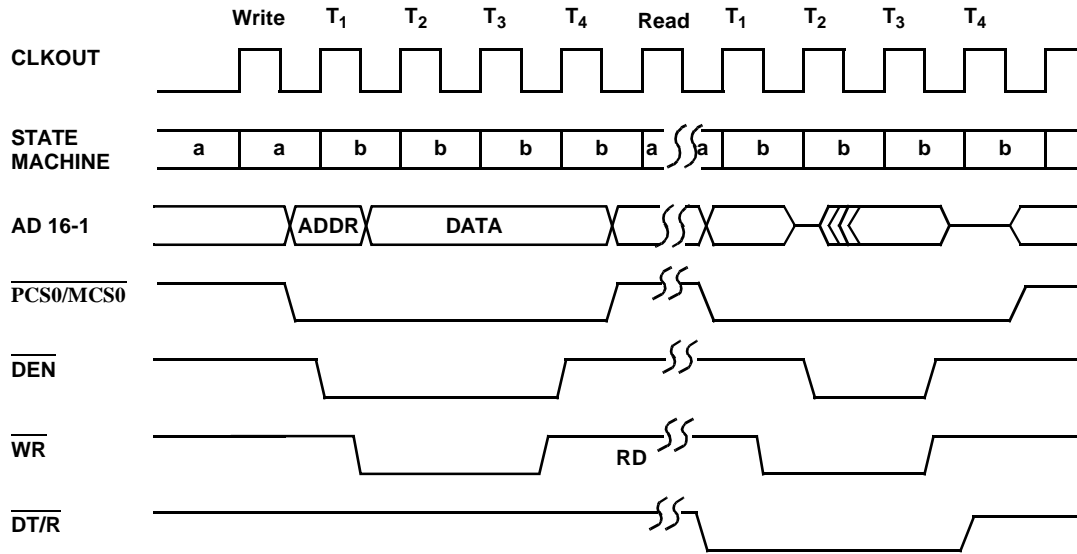 Write T1 T2 T3 T4 Read T1 T2 T3 T4
CLKOUT
STATE
MACHINE
a a b b b b a a b b b b
AD 16-1
ADDR DATA
PCS0/MCS0
DEN
WR
RD
DT/R